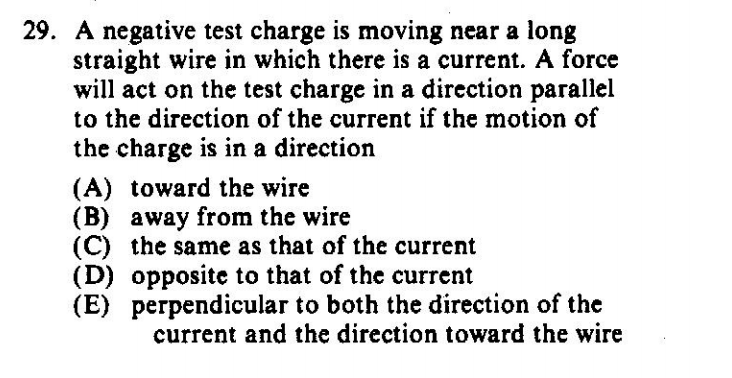 29. A negative test charge is moving near a long
straight wire in which there is a current. A force
will act on the test charge in a direction parallel
to the direction of the current if the motion of
the charge is in a direction
(A) toward the wire
(B) away from the wire
(C) the same as that of the current
(D) opposite to that of the current
(E) perpendicular to both the direction of the
current and the direction toward the wire